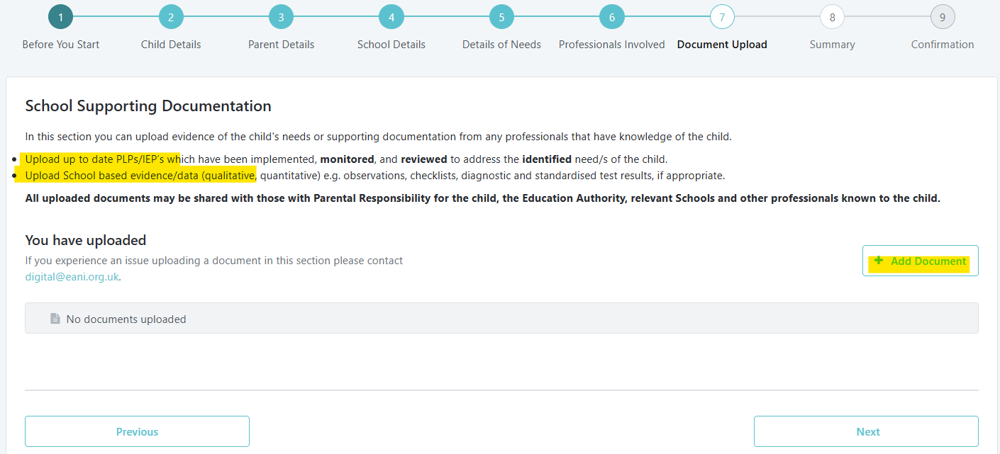 1 2 3 4 5 6 7 8 9
Before You Start Child Details Parent Details School Details Details of Needs Professionals Involved Document Upload Summary Confirmation
School Supporting Documentation
In this section you can upload evidence of the child's needs or supporting documentation from any professionals that have knowledge of the child.
• Upload up to date PLPs/IEP's which have been implemented, monitored, and reviewed to address the identified need/s of the child.
• Upload School based evidence/data (qualitative, quantitative) e.g. observations, checklists, diagnostic and standardised test results, if appropriate.
All uploaded documents may be shared with those with Parental Responsibility for the child, the Education Authority, relevant Schools and other professionals known to the child.
You have uploaded
If you experience an issue uploading a document in this section please contact
digital@eani.org.uk.
+ Add Document
No documents uploaded
Previous
Next